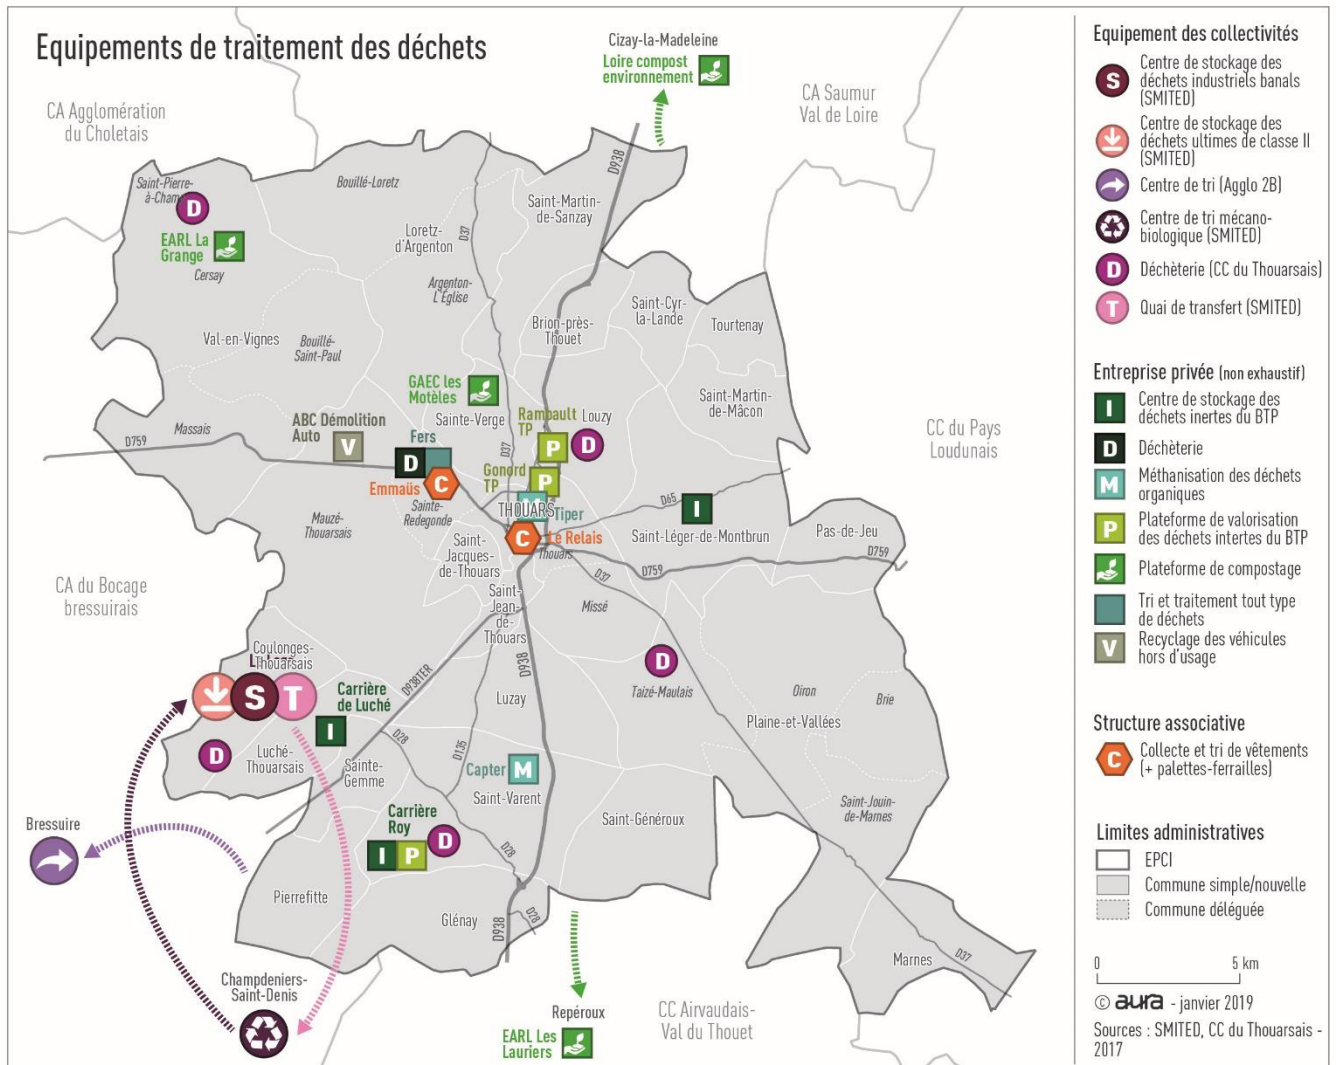 Equipements de traitement des déchets
Cizay-la-Madeleine
Loire compost
environnement
CA Agglomération
du Choletais
CA Saumur
Val de Loire
D938
Saint-Pierre-
à-Cham
D
Bouillé-Loretz
Saint-Martin-
de-Sanzay
EARL La
Grange
Cersay
Loretz-
d'Argenton
D37
Argenton-
L'Église
Saint-Cyr-
la-Lande
Tourtenay
Brion-près-
Thouet
Val-en-Vignes
Bouillé-
Saint-Paul
GAEC les
Motèles
Sainte-Verge
Saint-Martin-
de-Mâcon
Rambault
TP
Louzy
P
D
ABC Démolition
Auto
V
Massais
D759
Fers
D
D37
Gonord
TP
P
CC du Pays
Loudunais
Emmaüs
C
Sainte-
Redegonde
M
THOUARS
Tiper
D65
I
Mauzé-
Thouarsais
C
Le Relais
Thouars
Saint-Léger-de-Montbrun
Pas-de-Jeu
Saint-
Jacques-
de-Thouars
D759
D37
CA du Bocage
bressuirais
Saint-
Jean-
de-
Thouars
Missé
Coulonges-
Thouarsais
D938
D
Taizé-Maulais
S
T
D938TER
Carrière
de Luché
I
Luzay
Oiron
Brie
Plaine-et-Vallées
D
Luché-
Thouarsais
D28
D135
Sainte-
Gemme
Capter
M
Saint-Varent
Saint-Jouin-
de-Marnes
Carrière
Roy
I
P
D
Saint-Généroux
Bressuire
D28
Pierrefitte
Glénay
D938
D28
Marnes
D37
Champdeniers-
Saint-Denis
Repéroux
EARL Les
Lauriers
CC Airvaudais-
Val du Thouet
Equipement des collectivités
S
Centre de stockage des
déchets industriels banals
(SMITED)
Centre de stockage des
déchets ultimes de classe II
(SMITED)
Centre de tri (Agglo 2B)
Centre de tri mécano-
biologique (SMITED)
D
Déchèterie (CC du Thouarsais)
T
Quai de transfert (SMITED)
Entreprise privée (non exhaustif)
I
Centre de stockage des
déchets inertes du BTP
D
Déchèterie
M
Méthanisation des déchets
organiques
P
Plateforme de valorisation
des déchets intertes du BTP
Plateforme de compostage
Tri et traitement tout type
de déchets
V
Recyclage des véhicules
hors d'usage
Structure associative
C
Collecte et tri de vêtements
(+ palettes-ferrailles)
Limites administratives
EPCI
Commune simple/nouvelle
Commune déléguée
0 5 km
© aura - janvier 2019
Sources : SMITED, CC du Thouarsais -
2017